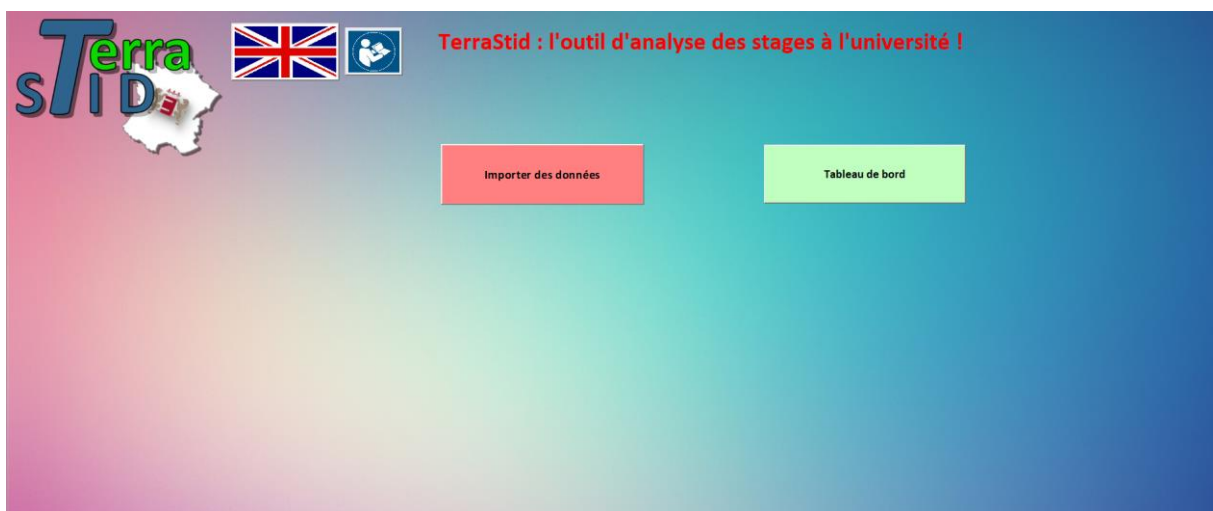 Terra
STID
TerraStid : l'outil d'analyse des stages à l'université !
Importer des données
Tableau de bord